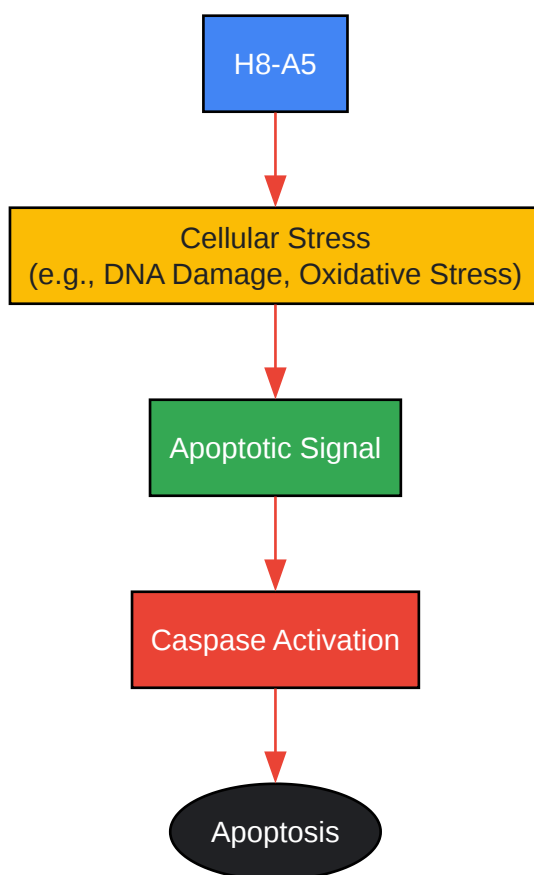 H8-A5
Cellular Stress
(e.g., DNA Damage, Oxidative Stress)
Apoptotic Signal
Caspase Activation
Apoptosis